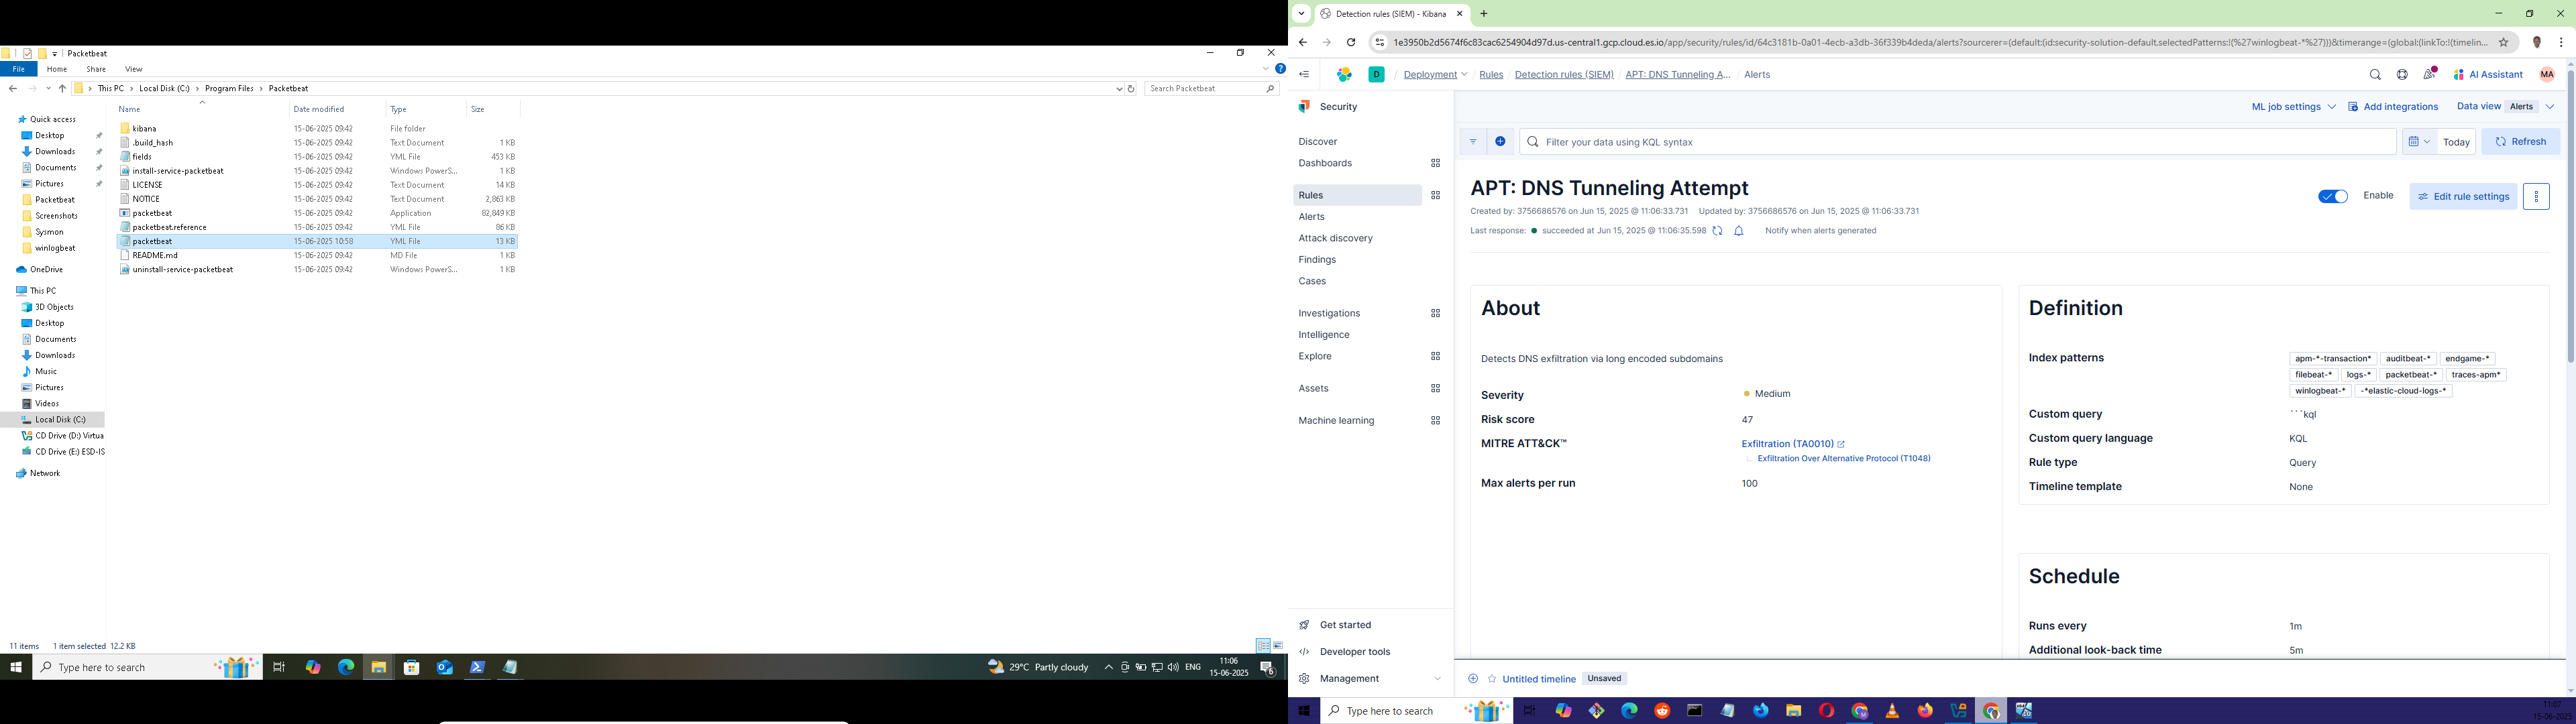 Packetbeat
File Home Share View
This PC > Local Disk (C:) > Program Files > Packetbeat
Search Packetbeat
Name Date modified Type Size
kibana 15-06-2025 09:42 File folder
.build_hash 15-06-2025 09:42 Text Document 1 KB
fields 15-06-2025 09:42 YML File 453 KB
install-service-packetbeat 15-06-2025 09:42 Windows PowerS... 1 KB
LICENSE 15-06-2025 09:42 Text Document 14 KB
NOTICE 15-06-2025 09:42 Text Document 2,863 KB
packetbeat 15-06-2025 09:42 Application 82,849 KB
packetbeat.reference 15-06-2025 09:42 YML File 86 KB
packetbeat 15-06-2025 10:58 YML File 13 KB
README.md 15-06-2025 09:42 MD File 1 KB
uninstall-service-packetbeat 15-06-2025 09:42 Windows PowerS... 1 KB
Quick access
Desktop
Downloads
Documents
Pictures
Packetbeat
Screenshots
Sysmon
winlogbeat
OneDrive
This PC
3D Objects
Desktop
Documents
Downloads
Music
Pictures
Videos
Local Disk (C:)
CD Drive (D:) Virtua
CD Drive (E:) ESD-IS
Network
11 items 1 item selected 12.2 KB
Type here to search
29°C Partly cloudy
ENG
11:06
15-06-2025
6
Detection rules (SIEM) - Kibana
1e3950b2d5674f6c83cac6254904d97d.us-central1.gcp.cloud.es.io/app/security/rules/id/64c3181b-0a01-4ecb-a3db-36f339b4deda/alerts?sourcerer=(default:(id:security-solution-default,selectedPatterns:!(%27winlogbeat-*%27)))&timerange=(global:(linkTo:!(timelin...
D / Deployment / Rules / Detection rules (SIEM) / APT: DNS Tunneling A... / Alerts
AI Assistant
MA
Security
ML job settings Add integrations Data view Alerts
Discover
Dashboards
Rules
Alerts
Attack discovery
Findings
Cases
Investigations
Intelligence
Explore
Assets
Machine learning
Get started
Developer tools
Management
Filter your data using KQL syntax
Today
Refresh
APT: DNS Tunneling Attempt
Enable
Edit rule settings
Created by: 3756686576 on Jun 15, 2025 @ 11:06:33.731 Updated by: 3756686576 on Jun 15, 2025 @ 11:06:33.731
Last response: succeeded at Jun 15, 2025 @ 11:06:35.598 Notify when alerts generated
About
Detects DNS exfiltration via long encoded subdomains
Severity Medium
Risk score 47
MITRE ATT&CK™ Exfiltration (TA0010)
Exfiltration Over Alternative Protocol (T1048)
Max alerts per run 100
Definition
Index patterns apm-*-transaction* auditbeat-* endgame-*
filebeat-* logs-* packetbeat-* traces-apm*
winlogbeat-* -*elastic-cloud-logs-*
Custom query ```kql
Custom query language KQL
Rule type Query
Timeline template None
Schedule
Runs every 1m
Additional look-back time 5m
Untitled timeline Unsaved
Type here to search
11:07